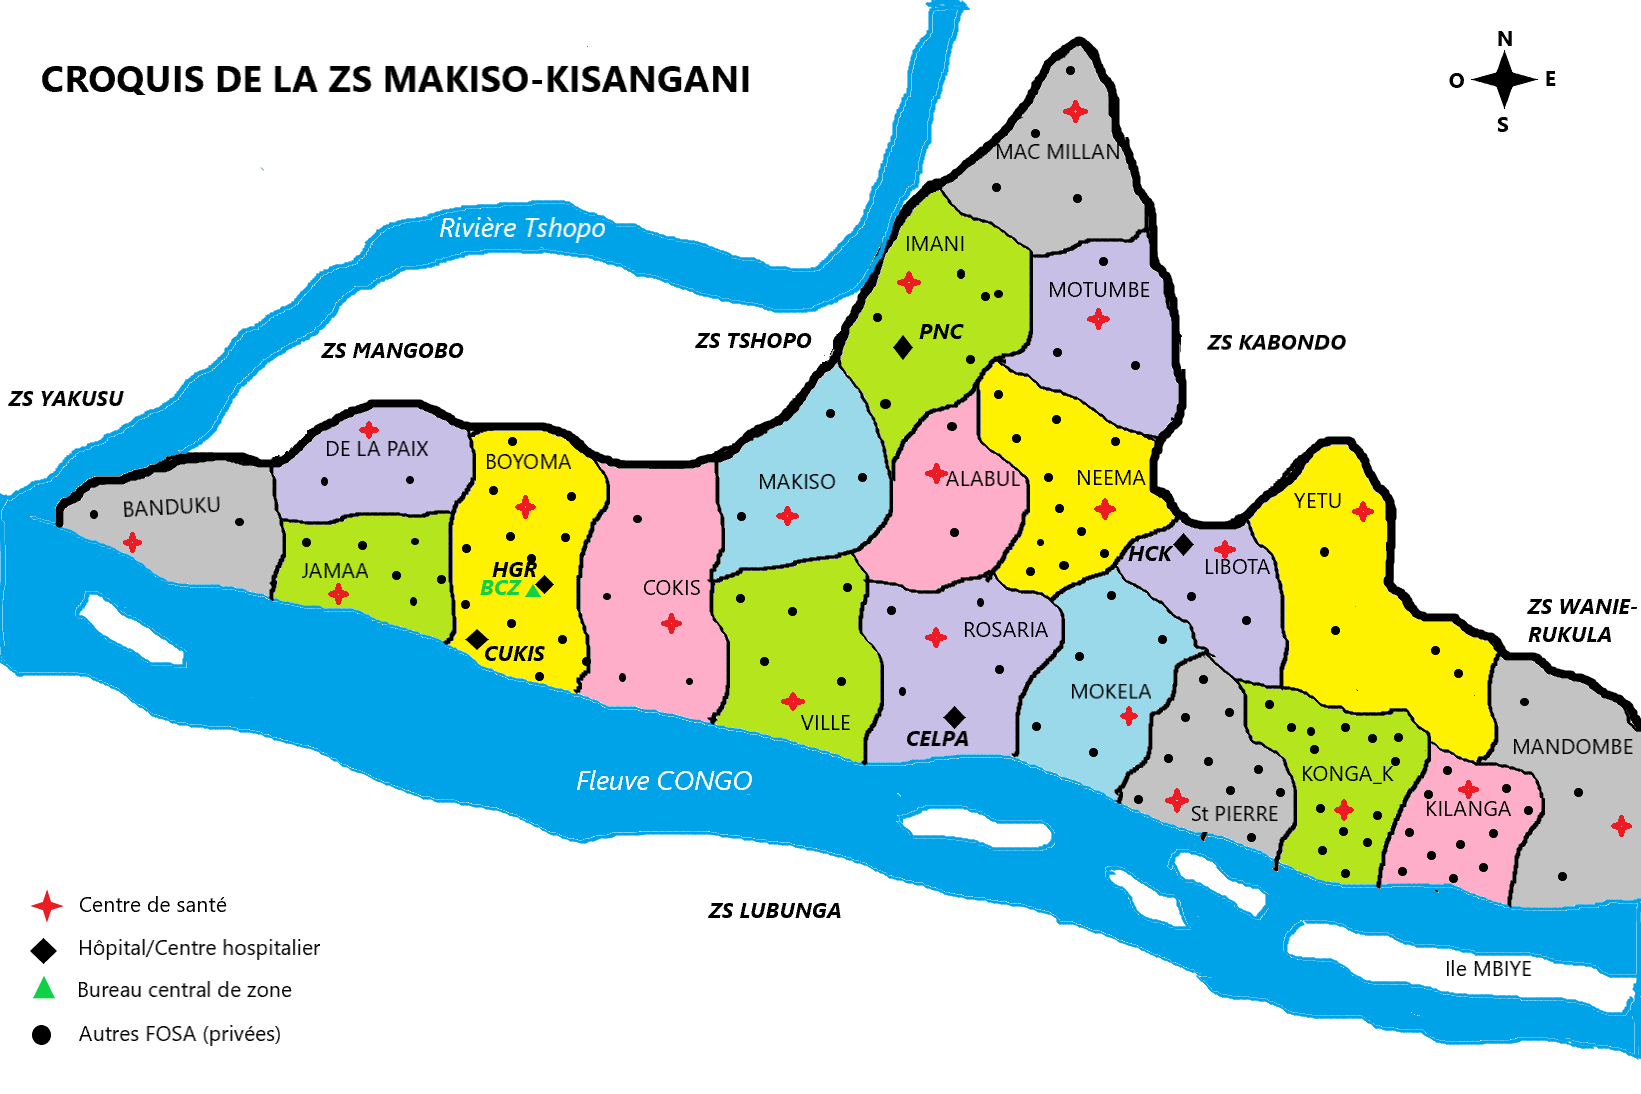 CROQUIS DE LA ZS MAKISO-KISANGANI
N
O
E
S
MAC MILLAN
Rivière Tshopo
IMANI
MOTUMBE
PNC
ZS TSHOPO
ZS KABONDO
ZS MANGOBO
ZS YAKUSU
DE LA PAIX
BOYOMA
MAKISO
ALABUL
NEEMA
YETU
BANDUKU
HCK
LIBOTA
JAMAA
HGR
BCZ
COKIS
ZS WANIE-
RUKULA
ROSARIA
CUKIS
MOKELA
VILLE
CELPA
MANDOMBE
Fleuve CONGO
KONGA_K
St PIERRE
KILANGA
Centre de santé
ZS LUBUNGA
Hôpital/Centre hospitalier
Ile MBIYE
Bureau central de zone
Autres FOSA (privées)